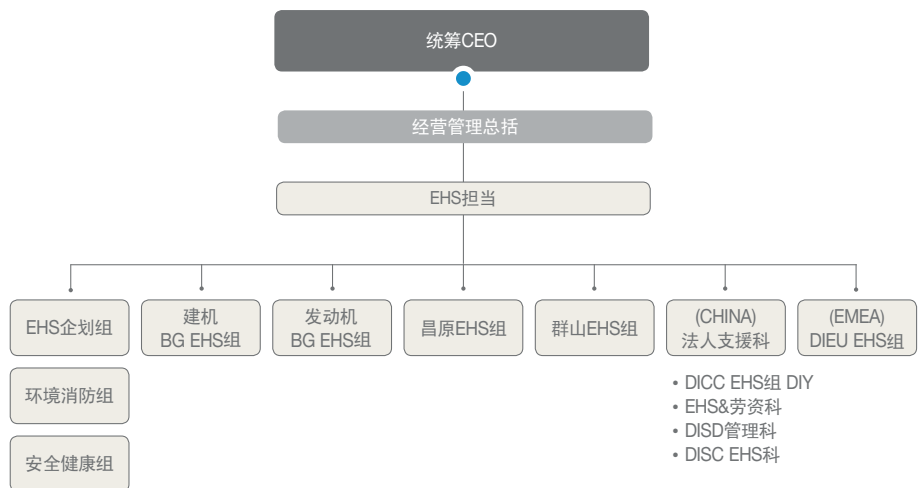 统筹CEO
经营管理总括
EHS担当
EHS企划组
建机
BG EHS组
发动机
BG EHS组
昌原EHS组
群山EHS组
(CHINA)
法人支援科
(EMEA)
DIEU EHS组
环境消防组
安全健康组
• DICC EHS组 DIY
• EHS&劳资科
• DISD管理科
• DISC EHS科